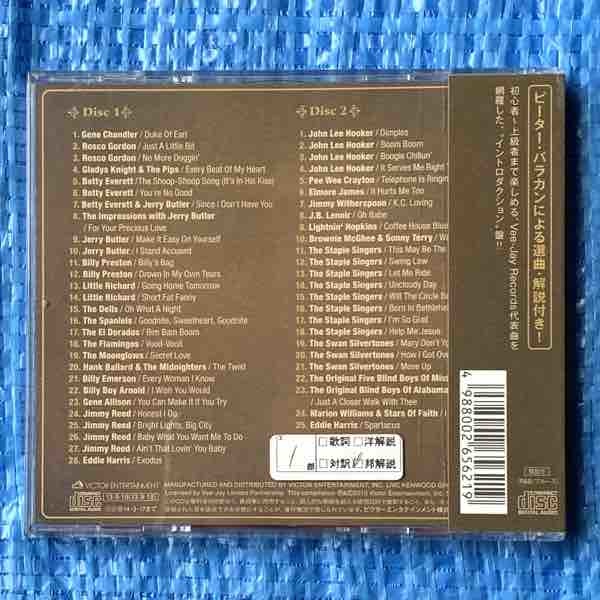 Disc 1
1. Gene Chandler / Duke Of Earl
2. Rosco Gordon / Just A Little Bit
3. Rosco Gordon / No More Doggin'
4. Gladys Knight & The Pips / Every Beat Of My Heart
5. Betty Everett / The Shoop-Shoop Song (It's In His Kiss)
6. Betty Everett / You're No Good
7. Betty Everett & Jerry Butler / Since I Don't Have You
8. The Impressions with Jerry Butler
/ For Your Precious Love
9. Jerry Butler / Make It Easy On Yourself
10. Jerry Butler / I Stand Accused
11. Billy Preston / Billy's Bag
12. Billy Preston / Drown In My Own Tears
13. Little Richard / Going Home Tomorrow
14. Little Richard / Short Fat Fanny
15. The Dells / Oh What A Night
16. The Spaniels / Goodnite, Sweetheart, Goodnite
17. The El Dorados / Bim Bam Boom
18. The Flamingos / 
19. The Moonglows / Secret Love
20. Hank Ballard & The Midnighters / The Twist
21. Billy Emerson / Every Woman I Know
22. Billy Boy Arnold / I Wish You Would
23. Gene Allison / You Can Make It If You Try
24. Jimmy Reed / Honest I Do
25. Jimmy Reed / Bright Lights, Big City
26. Jimmy Reed / Baby What You Want Me To Do
27. Jimmy Reed / Ain't That Lovin' You Baby
28. Eddie Harris / Exodus
Disc 2
1. John Lee Hooker / Dimples
2. John Lee Hooker / Boom Boom
3. John Lee Hooker / Boogie Chillun'
4. John Lee Hooker / It Serves Me Right
5. Pee Wee Crayton / Telephone Is Ringin
6. Elmore James / It Hurts Me Too
7. Jimmy Witherspoon / K.C. Loving
8. J.B. Lenoir / Oh Babe
9. Lightnin' Hopkins / Coffee House Blue
10. Brownie McGhee & Sonny Terry / Wal
11. The Staple Singers / This May Be The
12. The Staple Singers / Swing Low
13. The Staple Singers / Let Me Ride
14. The Staple Singers / Uncloudy Day
15. The Staple Singers / Will The Circle B
16. The Staple Singers / Born In Bethlehe
17. The Staple Singers / I'm So Glad
18. The Staple Singers / Help Me Jesus
19. The Swan Silvertones / Mary Don't Yo
20. The Swan Silvertones / How I Got Ove
21. The Swan Silvertones / Move Up
22. The Original Five Blind Boys Of Miss
23. The Original Blind Boys Of Alabama
/ Just A Closer Walk With Thee
24. Marion Williams & Stars Of Faith /
25. Eddie Harris / Spartacus
ピーター・バラカンによる選曲・解説付き!
初心者〜上級者まで楽しめる、Vee-Jay Records代表曲を
網羅した、"イントロダクション"盤!!
4 988002 656219
1 部
□歌詞 □洋解説
□対訳 邦解説
VICTOR ENTERTAINMENT
MANUFACTURED AND DISTRIBUTED BY VICTOR ENTERTAINMENT, INC. (JVC KENWOOD GR
COMPACT disc DIGITAL AUDIO
COMPACT disc DIGITAL AUDIO